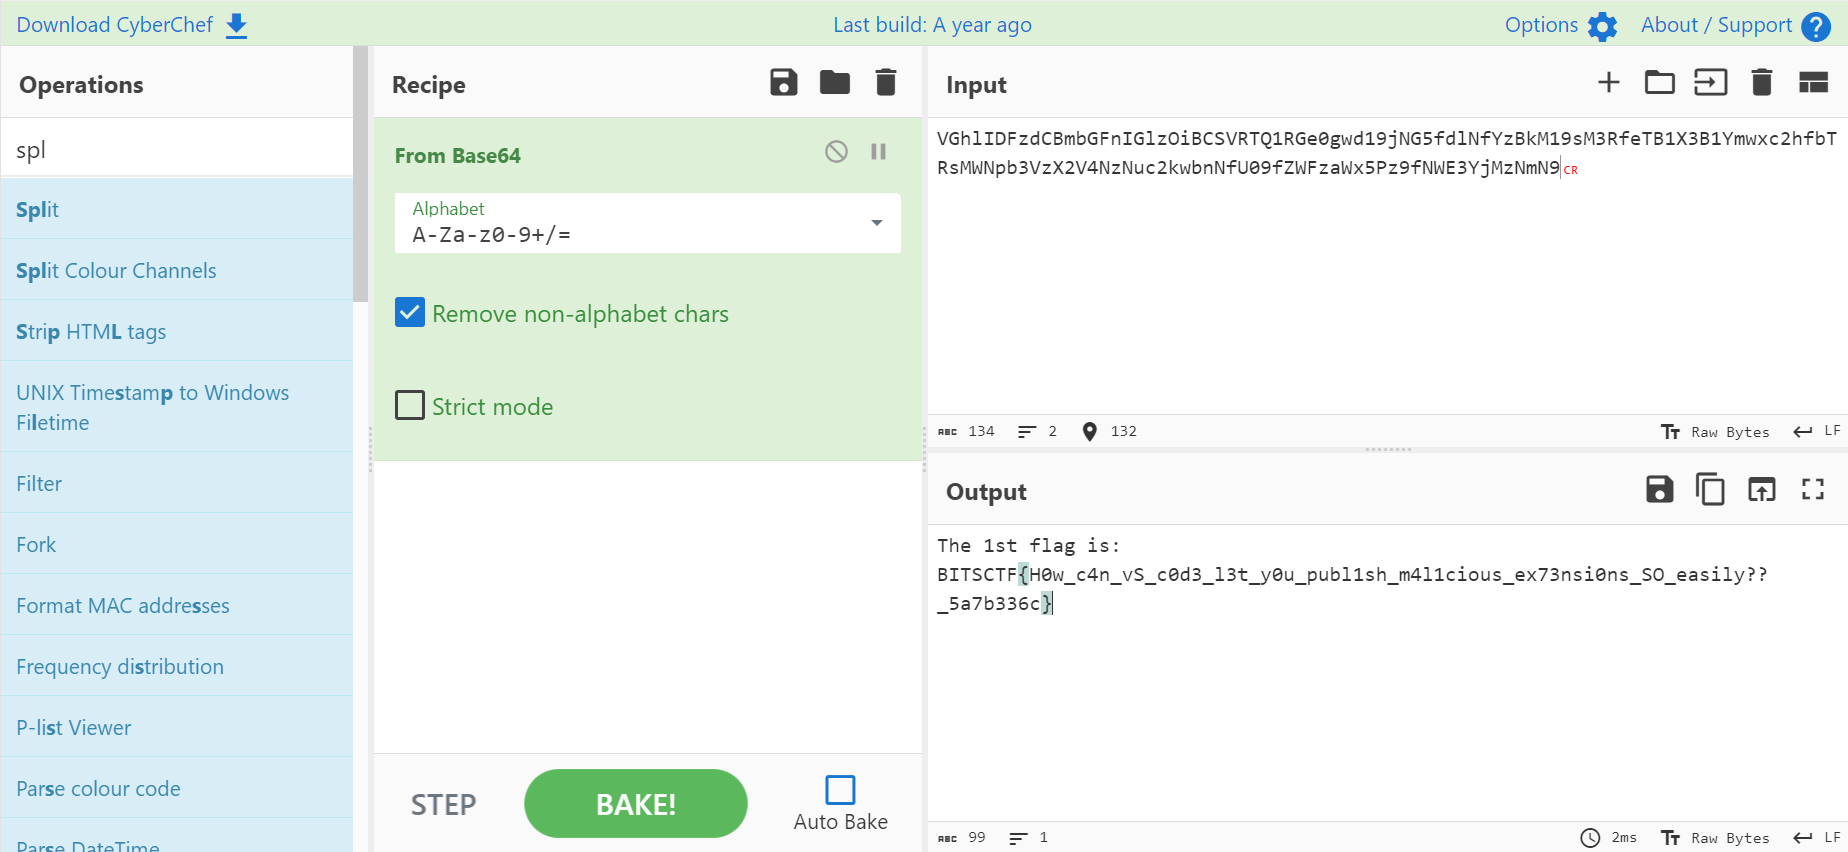 Download CyberChef
Last build: A year ago
Options
About / Support
Operations
spl
Split
Split Colour Channels
Strip HTML tags
UNIX Timestamp to Windows
Filetime
Filter
Fork
Format MAC addresses
Frequency distribution
P-list Viewer
Parse colour code
Parse DateTime
Recipe
From Base64
Alphabet
A-Za-z0-9+/=
Remove non-alphabet chars
Strict mode
STEP
BAKE!
Auto Bake
Input
VGhlIDFzdCBmbGFnIGlzOiBCSVRTQ1RGe0gwd19jNG5fdlNfYzBkM19sM3RfeTB1X3B1Ymwxc2hfbT
RsMWNpb3VzX2V4NzNuc2kwbnNfU09fZWFzaWx5Pz9fNWE3YjMzNmN9CR
ABC 134 2 132
Raw Bytes LF
Output
The 1st flag is:
BITSCTF{H0w_c4n_vS_c0d3_l3t_y0u_publ1sh_m4l1cious_ex73nsi0ns_SO_easily??
_5a7b336c}
ABC 99 1
2ms Raw Bytes LF